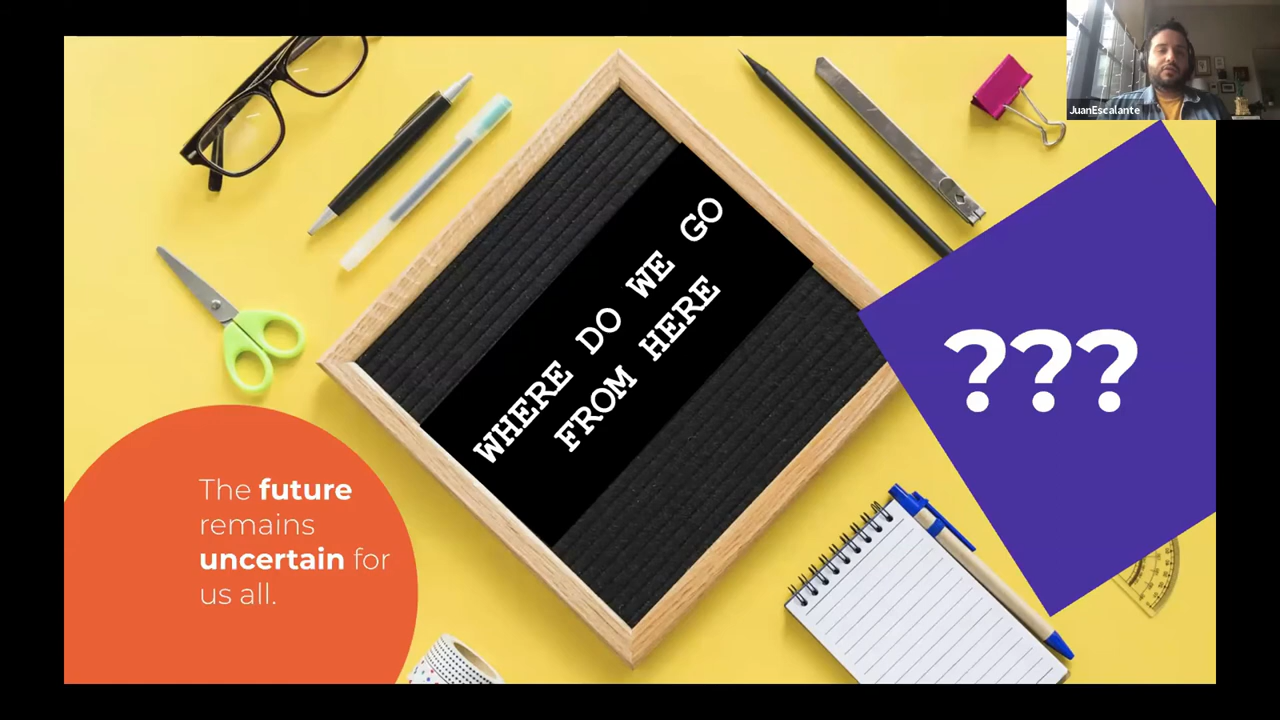 JuanEscalante
WHERE DO WE GO
FROM HERE
???
The future
remains
uncertain for
us all.